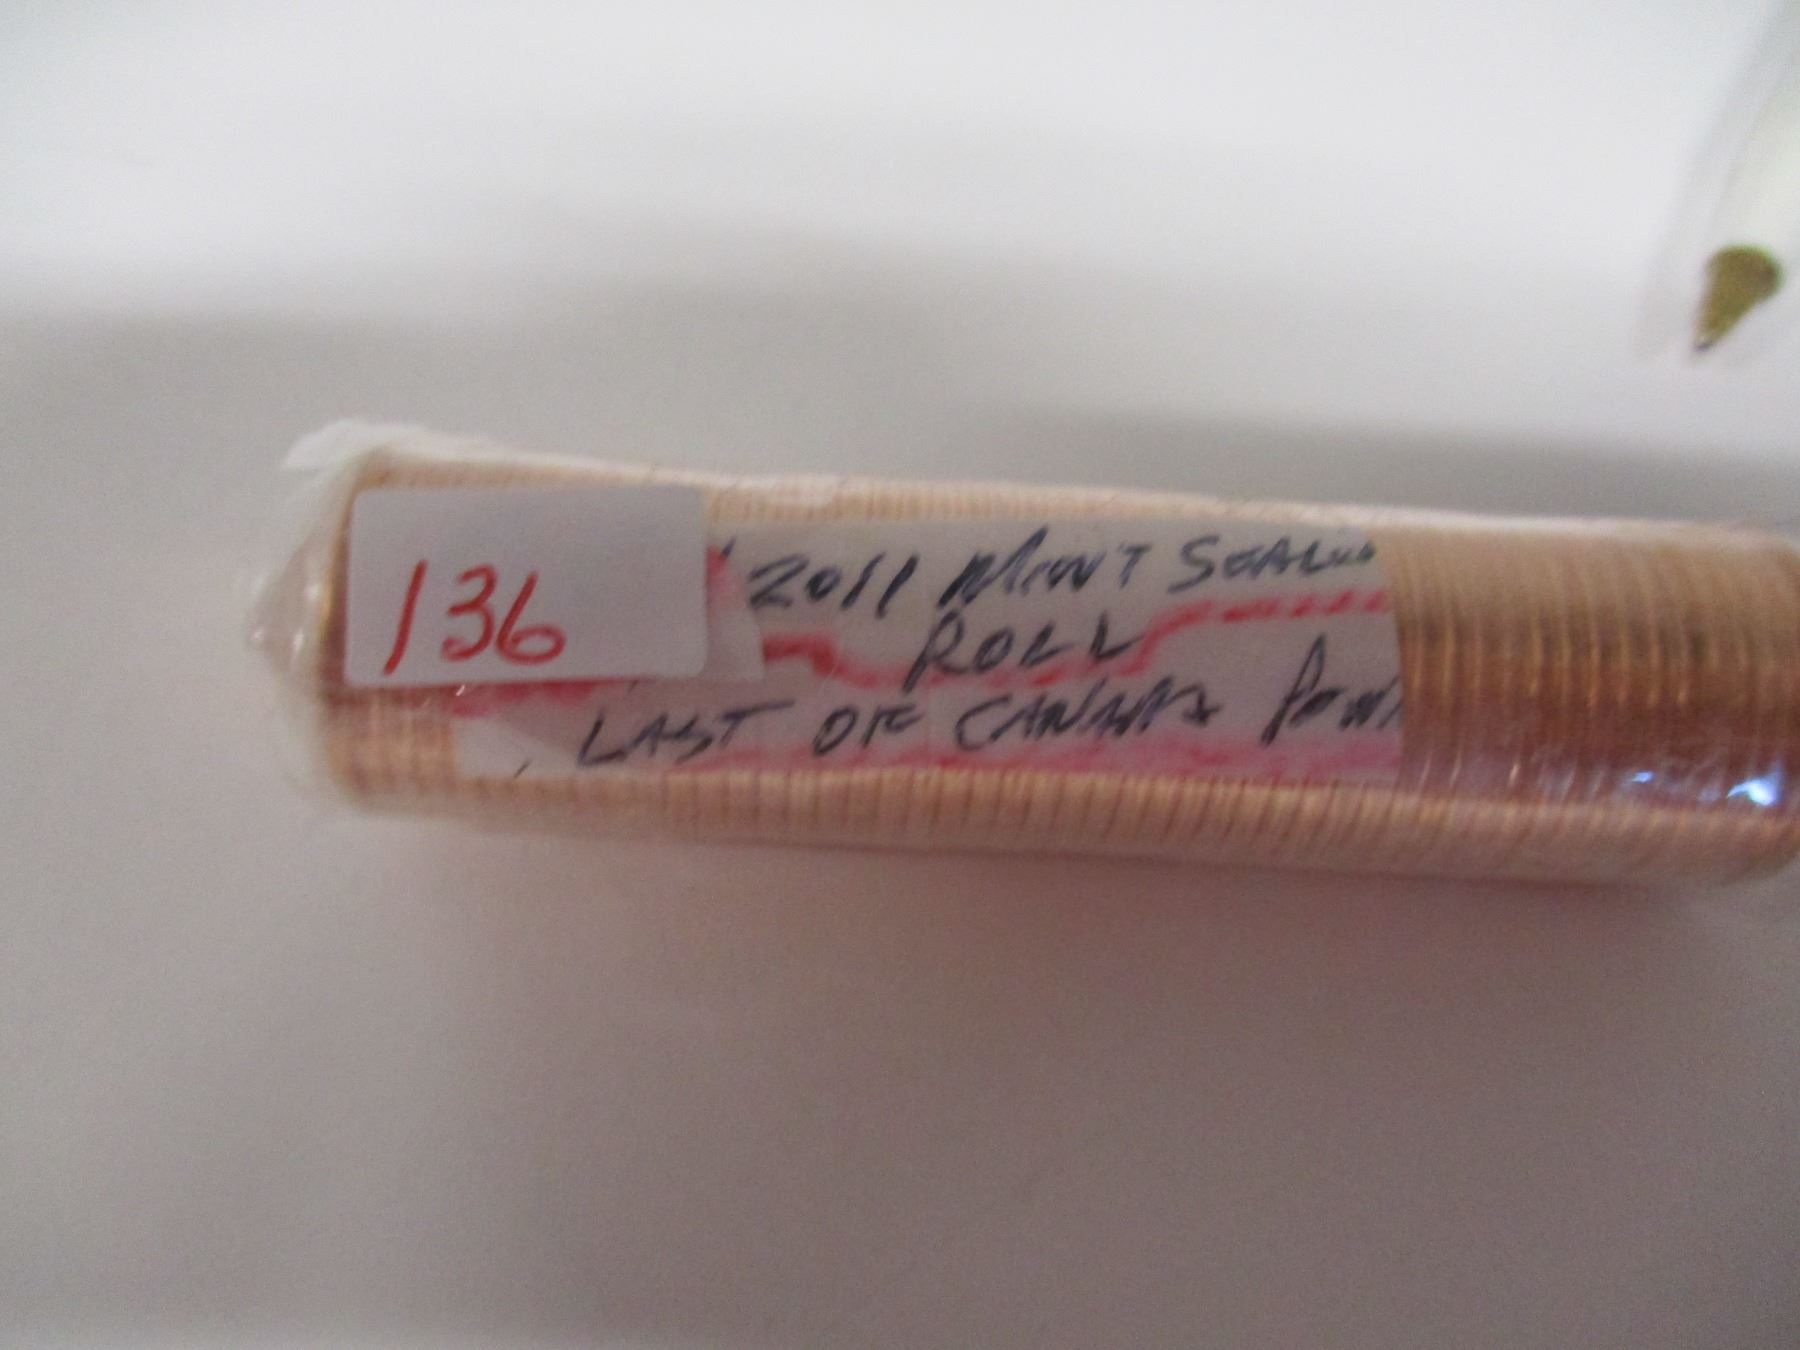 136
2011 MINT SEALED
ROLL
LAST OF CANADA